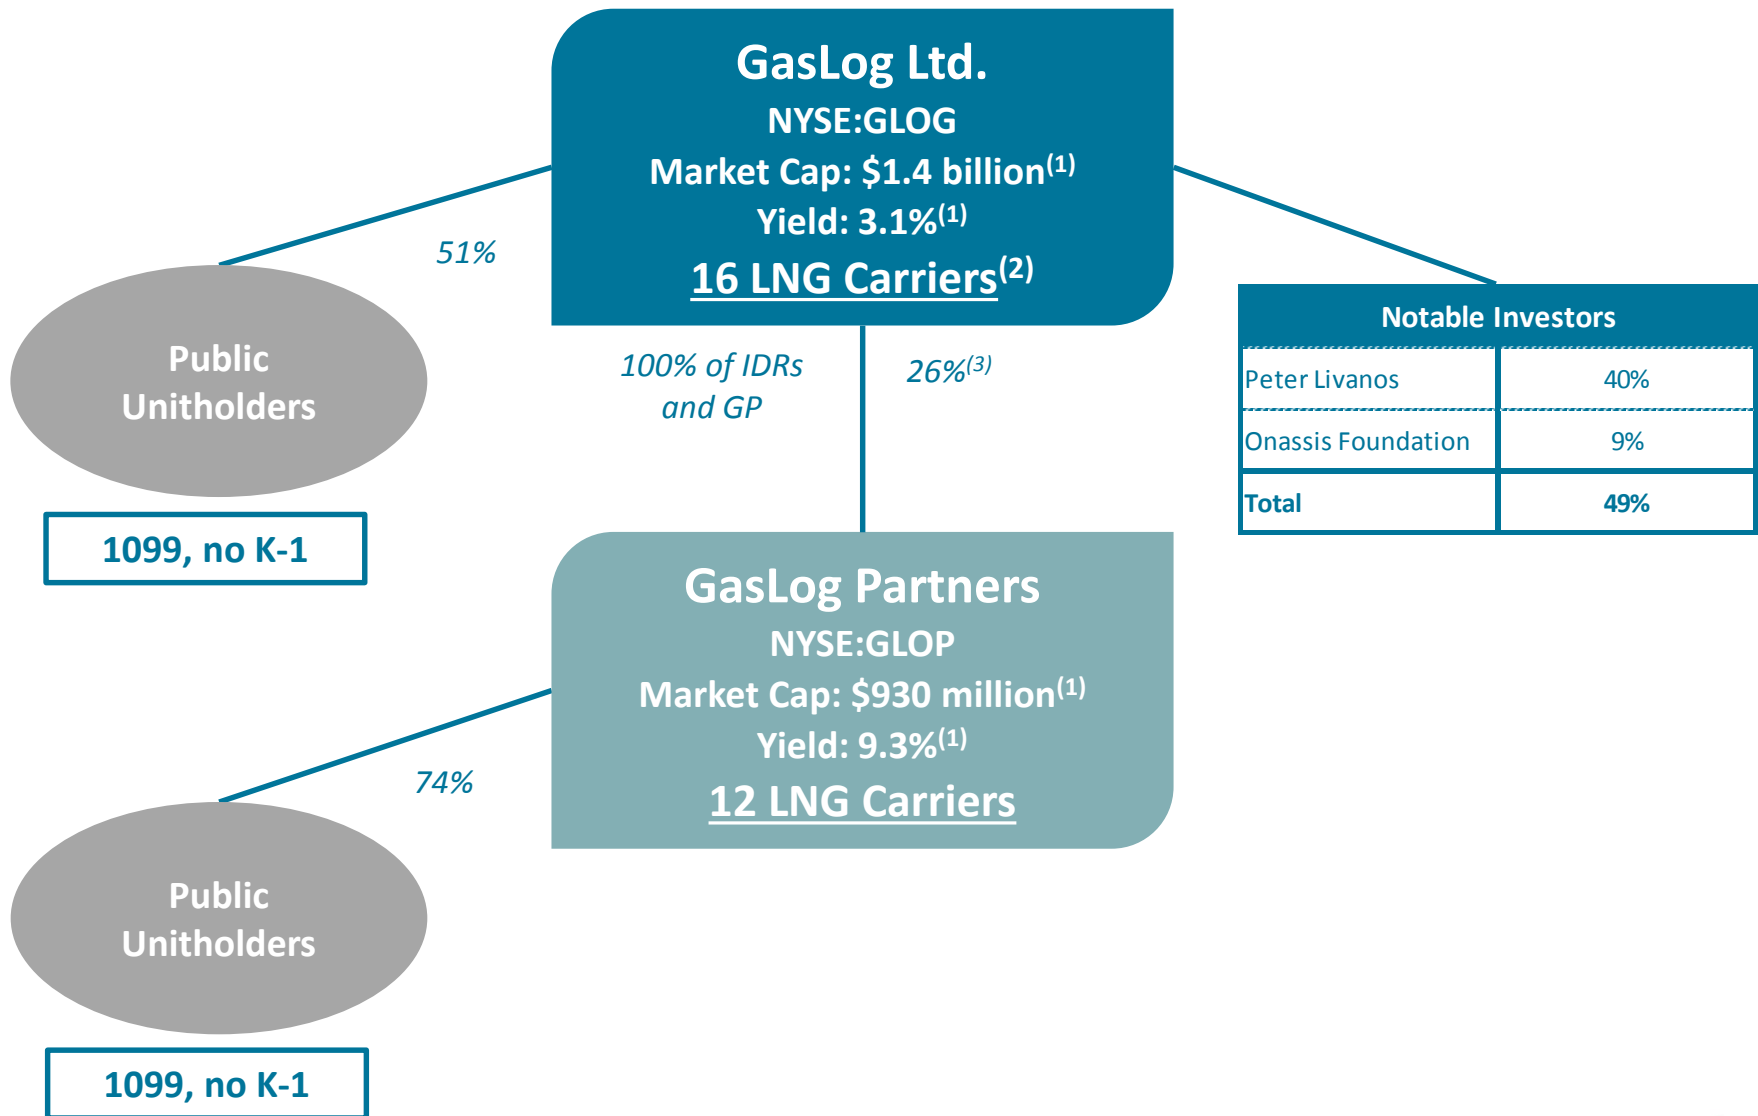 GasLog Ltd.
NYSE:GLOG
Market Cap: $1.4 billion(1)
Yield: 3.1%(1)
16 LNG Carriers(2)
51%
Public
Unitholders
1099, no K-1
100% of IDRs
and GP
26%(3)
Notable Investors
Peter Livanos 40%
Onassis Foundation 9%
Total 49%
GasLog Partners
NYSE:GLOP
Market Cap: $930 million(1)
Yield: 9.3%(1)
12 LNG Carriers
74%
Public
Unitholders
1099, no K-1